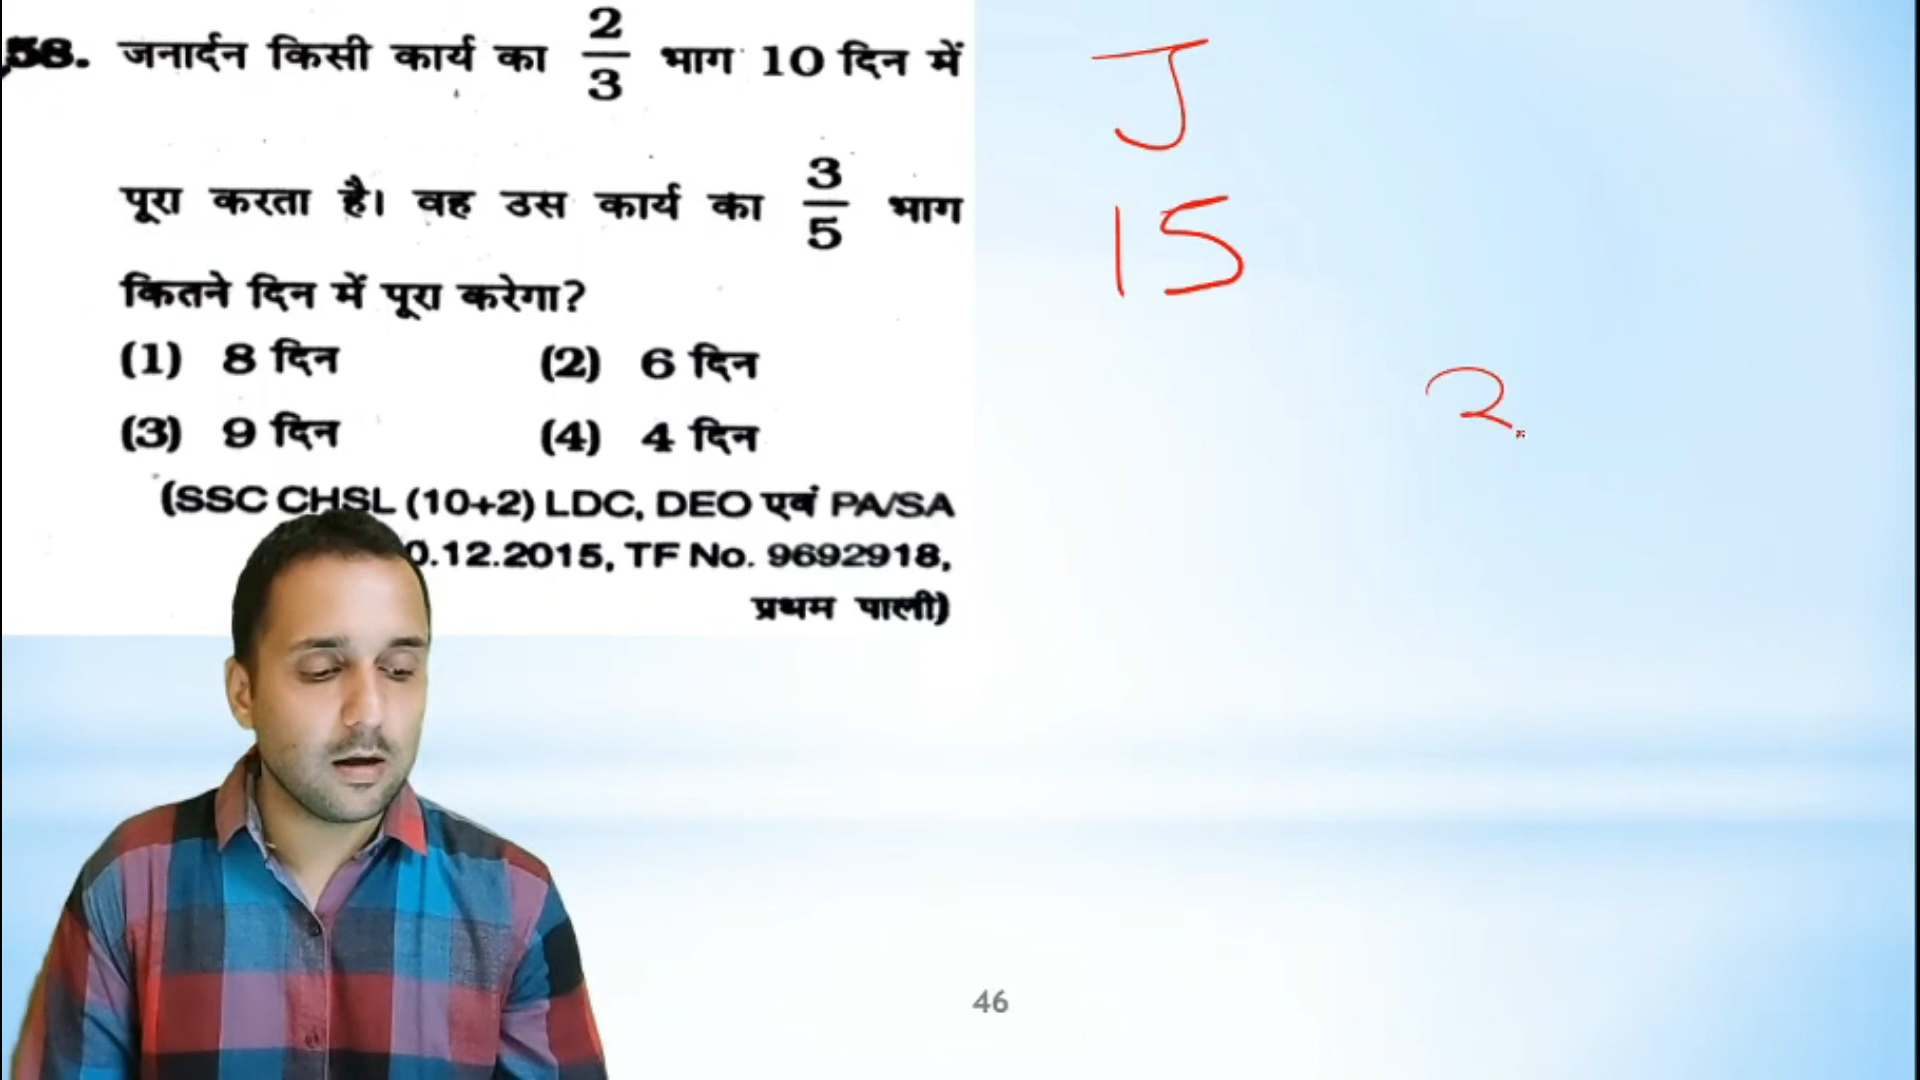 58. जनार्दन किसी कार्य का 2/3 भाग 10 दिन में
पूरा करता है। वह उस कार्य का 3/5 भाग
कितने दिन में पूरा करेगा?
(1) 8 दिन (2) 6 दिन
(3) 9 दिन (4) 4 दिन
(SSC CHSL (10+2) LDC, DEO एवं PA/SA
0.12.2015, TF No. 9692918,
प्रथम पाली)
J
15
2
46